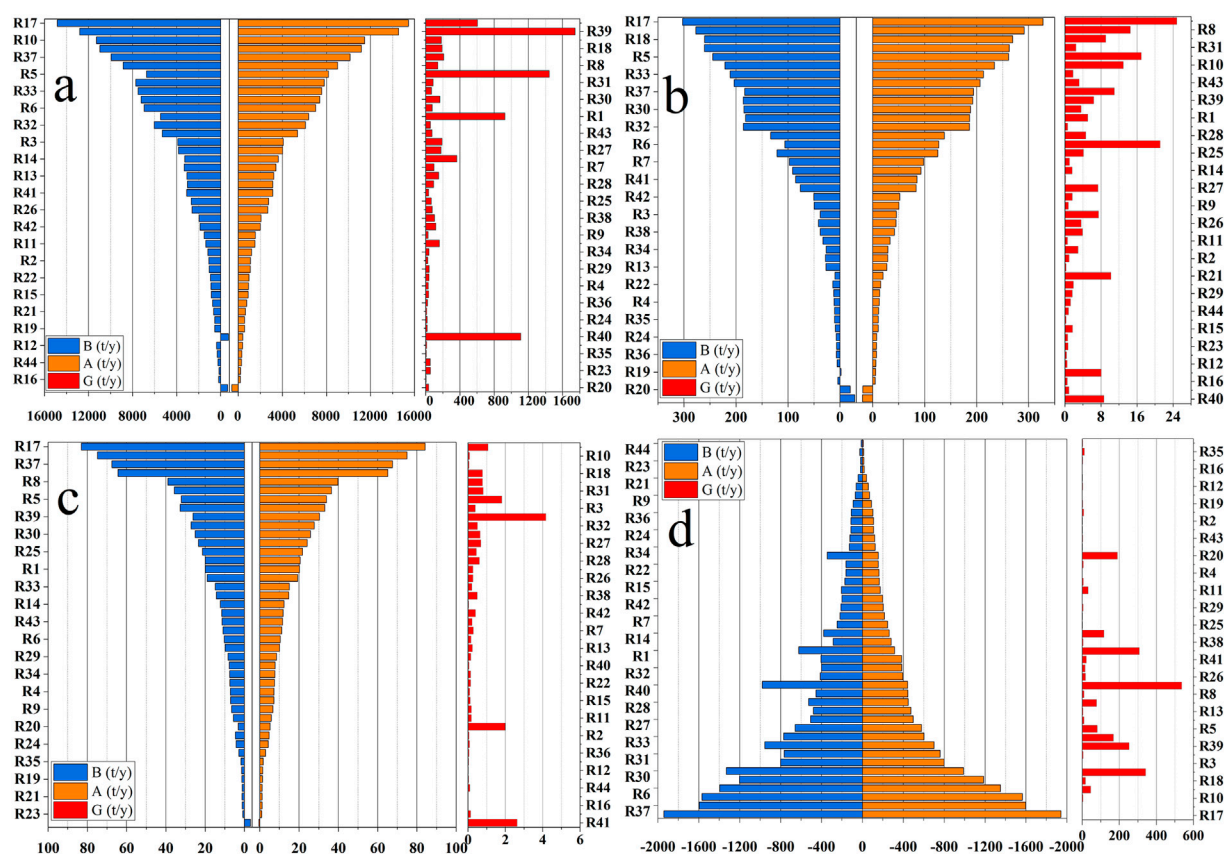 a
R17
R10
R37
R5
R33
R6
R32
R3
R14
R13
R41
R26
R42
R11
R2
R22
R15
R21
R19
R12
R44
R16
R39
R18
R8
R31
R30
R1
R43
R27
R7
R28
R25
R38
R9
R34
R29
R4
R36
R24
R40
R35
R23
R20
B (t/y)
A (t/y)
G (t/y)
16000 12000 8000 4000 0 0 4000 8000 12000 16000 0 400 800 1200 1600 1800
b
R17
R18
R5
R33
R37
R30
R32
R6
R7
R41
R42
R3
R38
R34
R13
R22
R4
R35
R24
R36
R19
R20
R8
R31
R10
R43
R39
R1
R28
R25
R14
R27
R9
R26
R11
R2
R21
R29
R44
R15
R23
R12
R16
R40
B (t/y)
A (t/y)
G (t/y)
300 200 100 0 0 100 200 300 0 8 16 24
c
R17
R37
R8
R5
R39
R30
R25
R1
R33
R14
R43
R6
R29
R34
R4
R9
R20
R24
R35
R19
R21
R23
R10
R18
R31
R3
R32
R27
R28
R26
R38
R42
R7
R13
R40
R22
R15
R11
R2
R36
R12
R44
R16
R41
B (t/y)
A (t/y)
G (t/y)
100 80 60 40 20 0 0 20 40 60 80 100 0 2 4 6
d
B (t/y)
A (t/y)
G (t/y)
R44
R23
R21
R9
R36
R24
R34
R22
R15
R42
R7
R14
R1
R32
R40
R28
R27
R33
R31
R30
R6
R37
R35
R16
R12
R19
R2
R43
R20
R4
R11
R29
R25
R38
R41
R26
R8
R13
R5
R39
R3
R18
R10
R17
-2000 -1600 -1200 -800 -400 0 -400 -800 -1200 -1600 -2000 0 200 400 600